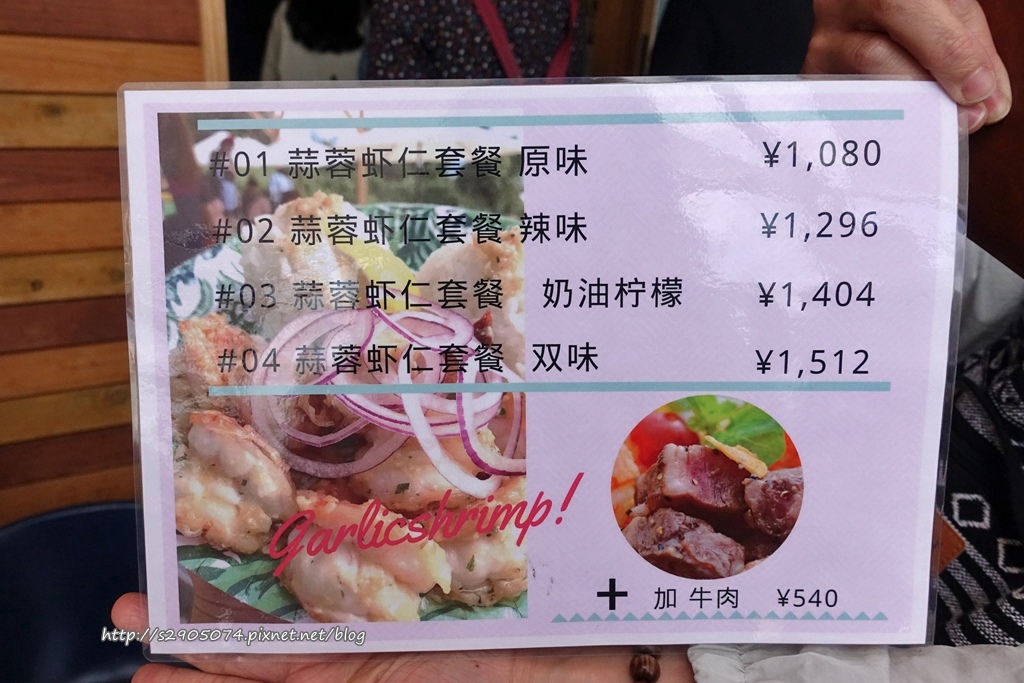 #01 蒜蓉虾仁套餐 原味 ¥1,080
#02 蒜蓉虾仁套餐 辣味 ¥1,296
#03 蒜蓉虾仁套餐 奶油柠檬 ¥1,404
#04 蒜蓉虾仁套餐 双味 ¥1,512
Garlicshrimp!
+ 加 牛肉 ¥540
http://s2905074.pixnet.net/blog